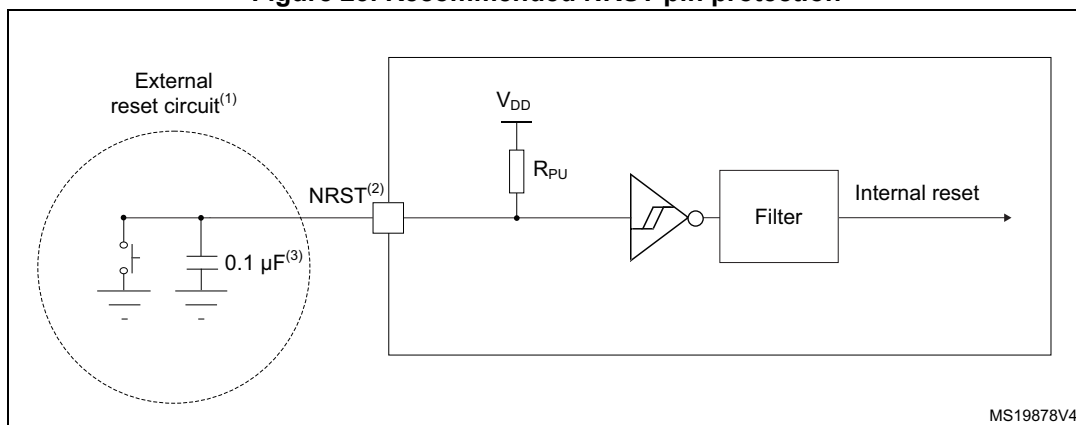 External
reset circuit(1)
VDD
RPU
NRST(2)
0.1 µF(3)
Filter
Internal reset
MS19878V4